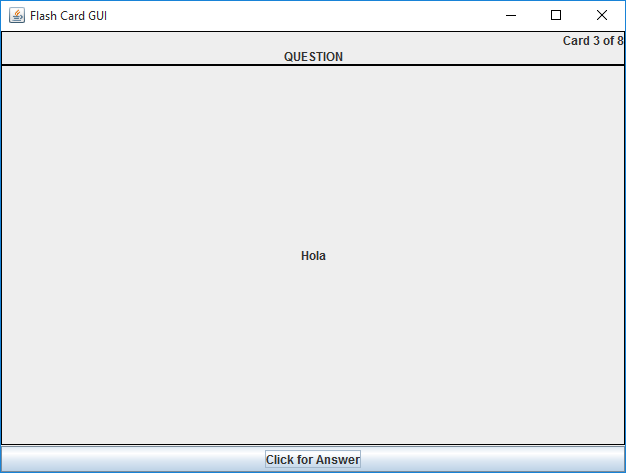 Flash Card GUI
Card 3 of 8
QUESTION
Hola
Click for Answer